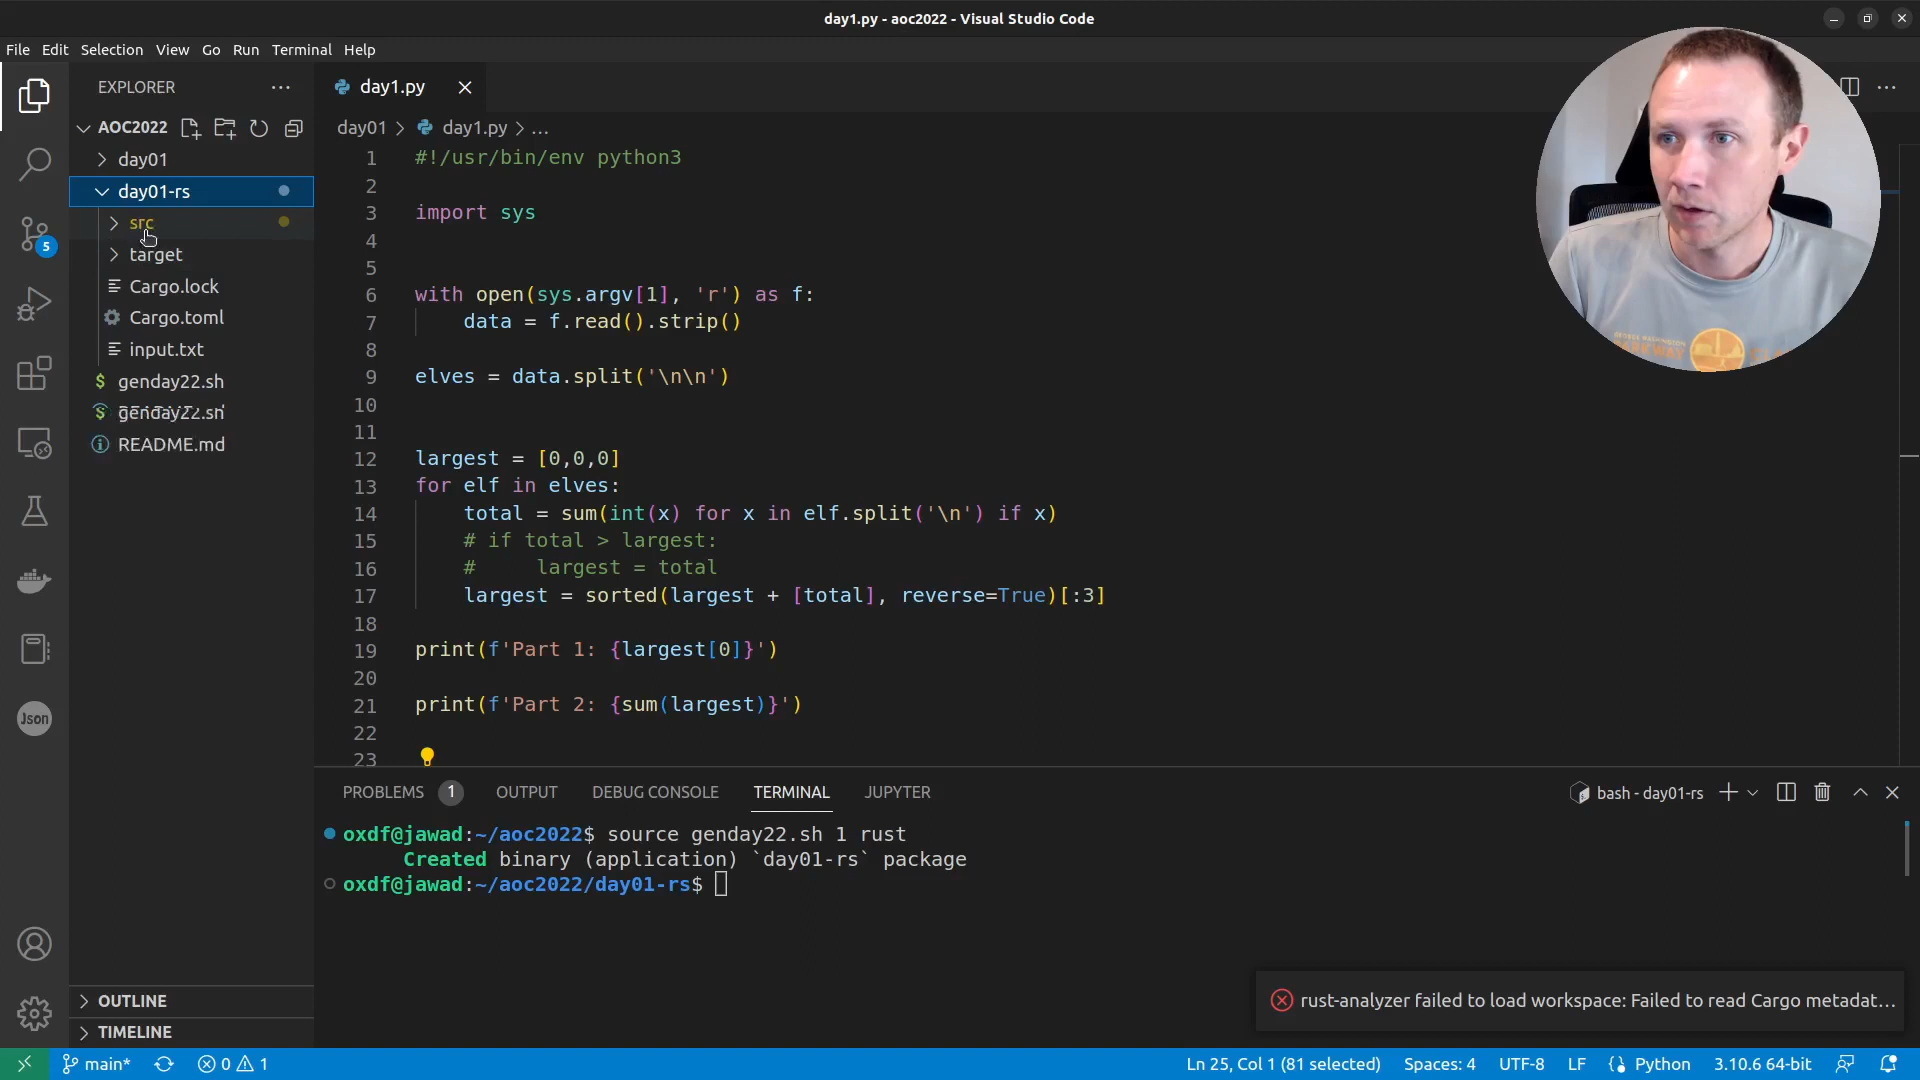 day1.py - aoc2022 - Visual Studio Code
File Edit Selection View Go Run Terminal Help
EXPLORER
AOC2022
day01
day01-rs
src
target
Cargo.lock
Cargo.toml
input.txt
genday22.sh
genday22.sh
README.md
OUTLINE
TIMELINE
5
Json
day1.py
day01 > day1.py > ...
1 #!/usr/bin/env python3
2
3 import sys
4
5
6 with open(sys.argv[1], 'r') as f:
7 data = f.read().strip()
8
9 elves = data.split('\n\n')
10
11
12 largest = [0,0,0]
13 for elf in elves:
14 total = sum(int(x) for x in elf.split('\n') if x)
15 # if total > largest:
16 #     largest = total
17 largest = sorted(largest + [total], reverse=True)[:3]
18
19 print(f'Part 1: {largest[0]}')
20
21 print(f'Part 2: {sum(largest)}')
22
23
PROBLEMS 1 OUTPUT DEBUG CONSOLE TERMINAL JUPYTER
bash - day01-rs
oxdf@jawad:~/aoc2022$ source genday22.sh 1 rust
Created binary (application) `day01-rs` package
oxdf@jawad:~/aoc2022/day01-rs$
rust-analyzer failed to load workspace: Failed to read Cargo metadat...
main* 0 1 Ln 25, Col 1 (81 selected) Spaces: 4 UTF-8 LF Python 3.10.6 64-bit